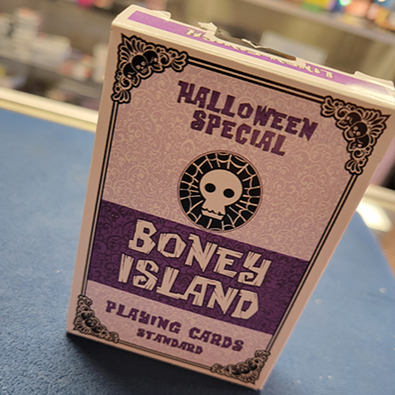 HALLOWEEN
SPECIAL
BONEY
ISLAND
PLAYING CARDS
STANDARD